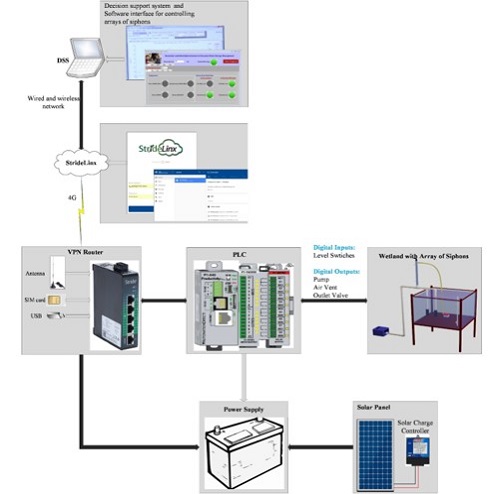 Decision support system and
Software interface for controlling
arrays of siphons
DSS
Wired and wireless
network
StrideLinx
StrideLinx
4G
VPN Router
Antenna
SIM card
USB
Stride
PLC
Digital Inputs:
Level Swtiches
Digital Outputs:
Pump
Air Vent
Outlet Valve
Wetland with Array of Siphons
Power Supply
Solar Panel
Solar Charge
Controller